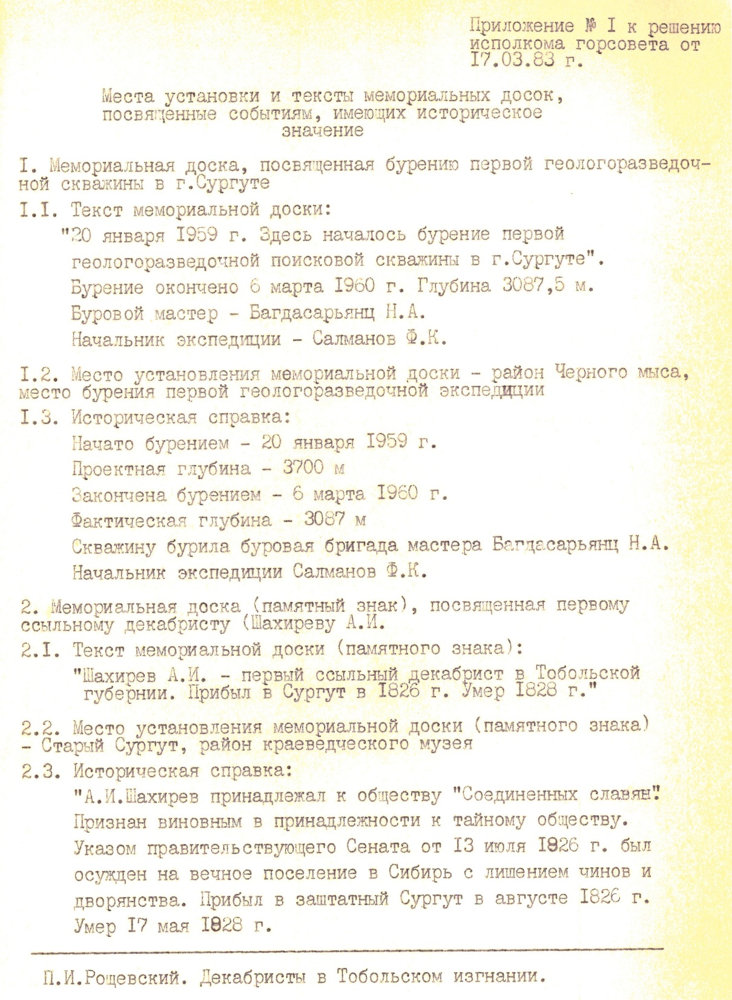 Приложение № I к решению
исполкома горсовета от
17.03.83 г.
Места установки и тексты мемориальных досок,
посвященные событиям, имеющих историческое
значение
I. Мемориальная доска, посвященная бурению первой геологоразведоч-
ной скважины в г.Сургуте
I.I. Текст мемориальной доски:
"20 января I959 г. Здесь началось бурение первой
геологоразведочной поисковой скважины в г.Сургуте".
Бурение окончено 6 марта I960 г. Глубина 3087,5 м.
Буровой мастер - Багдасарьянц Н.А.
Начальник экспедиции - Салманов Ф.К.
I.2. Место установления мемориальной доски - район Черного мыса,
место бурения первой геологоразведочной экспедиции
I.3. Историческая справка:
Начато бурением - 20 января I959 г.
Проектная глубина - 3700 м
Закончена бурением - 6 марта I960 г.
Фактическая глубина - 3087 м
Скважину бурила буровая бригада мастера Багдасарьянц Н.А.
Начальник экспедиции Салманов Ф.К.
2. Мемориальная доска (памятный знак), посвященная первому
ссыльному декабристу (Шахиреву А.И.
2.I. Текст мемориальной доски (памятного знака):
"Шахирев А.И. - первый ссыльный декабрист в Тобольской
губернии. Прибыл в Сургут в I826 г. Умер I828 г."
2.2. Место установления мемориальной доски (памятного знака)
- Старый Сургут, район краеведческого музея
2.3. Историческая справка:
"А.И.Шахирев принадлежал к обществу "Соединенных славян".
Признан виновным в принадлежности к тайному обществу.
Указом правительствующего Сената от I3 июля I826 г. был
осужден на вечное поселение в Сибирь с лишением чинов и
дворянства. Прибыл в заштатный Сургут в августе I826 г.
Умер I7 мая I828 г.
П.И.Рощевский. Декабристы в Тобольском изгнании.